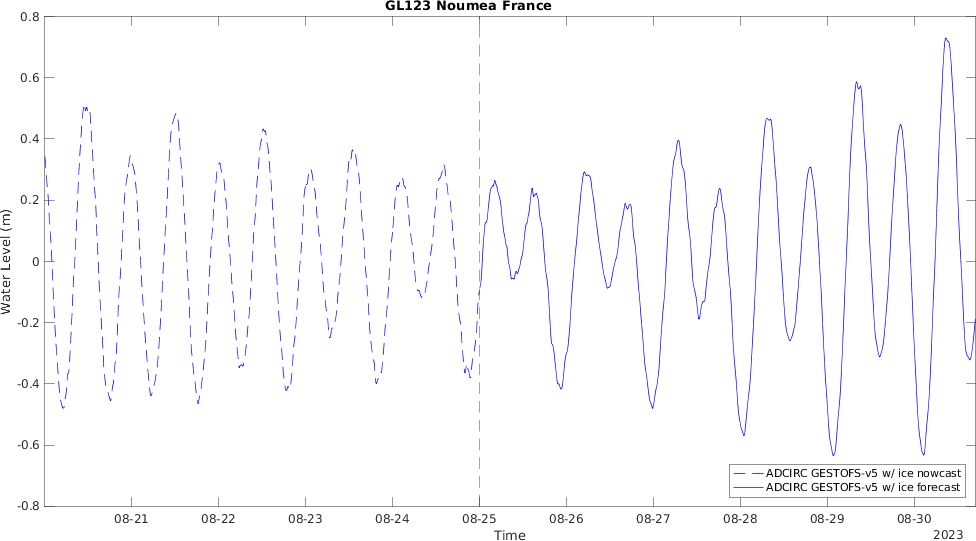 GL123 Noumea France
0.8
0.6
0.4
0.2
0
-0.2
-0.4
-0.6
-0.8
Water Level (m)
ADCIRC GESTOFS-v5 w/ ice nowcast
ADCIRC GESTOFS-v5 w/ ice forecast
08-21 08-22 08-23 08-24 08-25 08-26 08-27 08-28 08-29 08-30
Time
2023